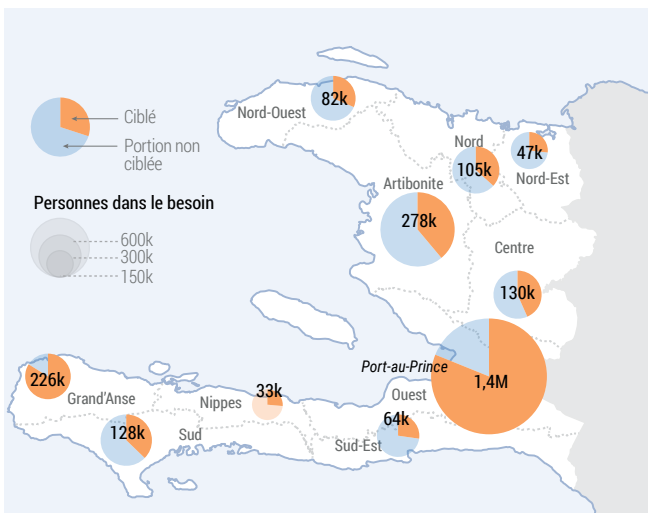 Ciblé
Portion non
ciblée
Personnes dans le besoin
600k
300k
150k
82k
Nord-Ouest
Nord
105k
47k
Nord-Est
Artibonite
278k
Centre
130k
Port-au-Prince
1,4M
Ouest
226k
Grand'Anse
33k
Nippes
64k
128k
Sud
Sud-Est